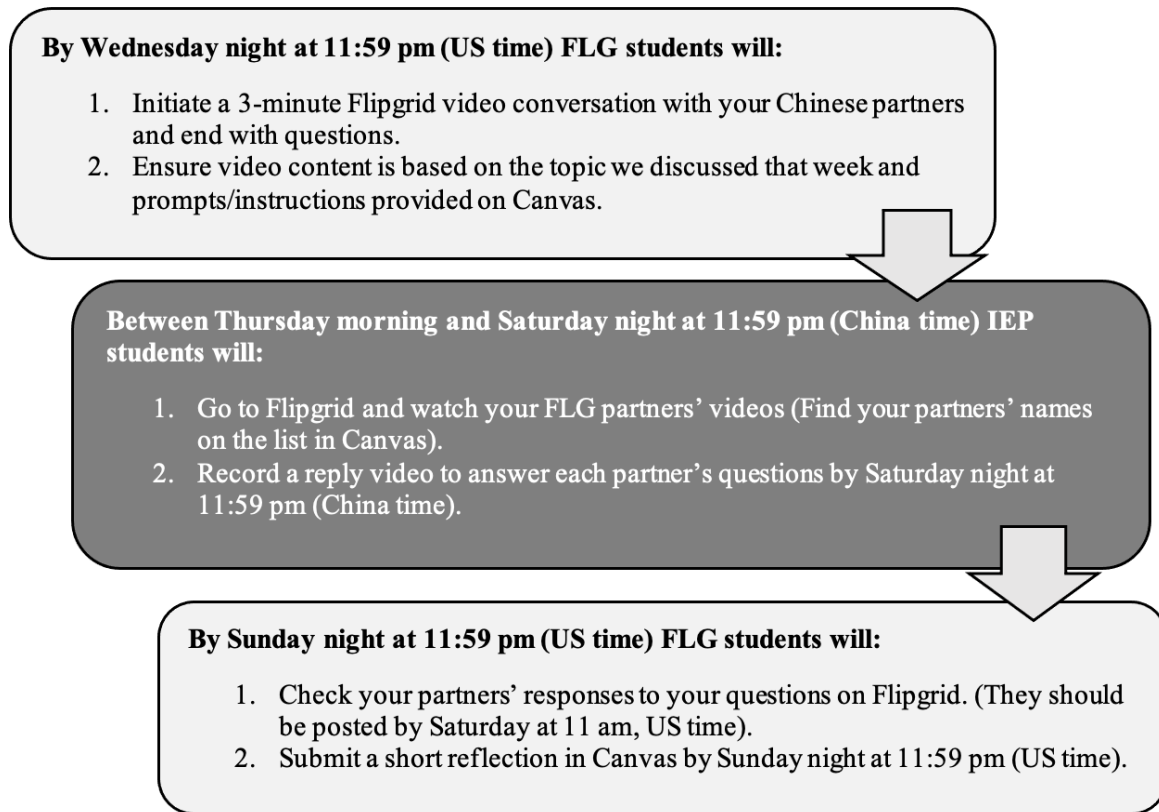 By Wednesday night at 11:59 pm (US time) FLG students will:
1. Initiate a 3-minute Flipgrid video conversation with your Chinese partners
and end with questions.
2. Ensure video content is based on the topic we discussed that week and
prompts/instructions provided on Canvas.
Between Thursday morning and Saturday night at 11:59 pm (China time) IEP
students will:
1. Go to Flipgrid and watch your FLG partners’ videos (Find your partners’ names
on the list in Canvas).
2. Record a reply video to answer each partner’s questions by Saturday night at
11:59 pm (China time).
By Sunday night at 11:59 pm (US time) FLG students will:
1. Check your partners’ responses to your questions on Flipgrid. (They should
be posted by Saturday at 11 am, US time).
2. Submit a short reflection in Canvas by Sunday night at 11:59 pm (US time).